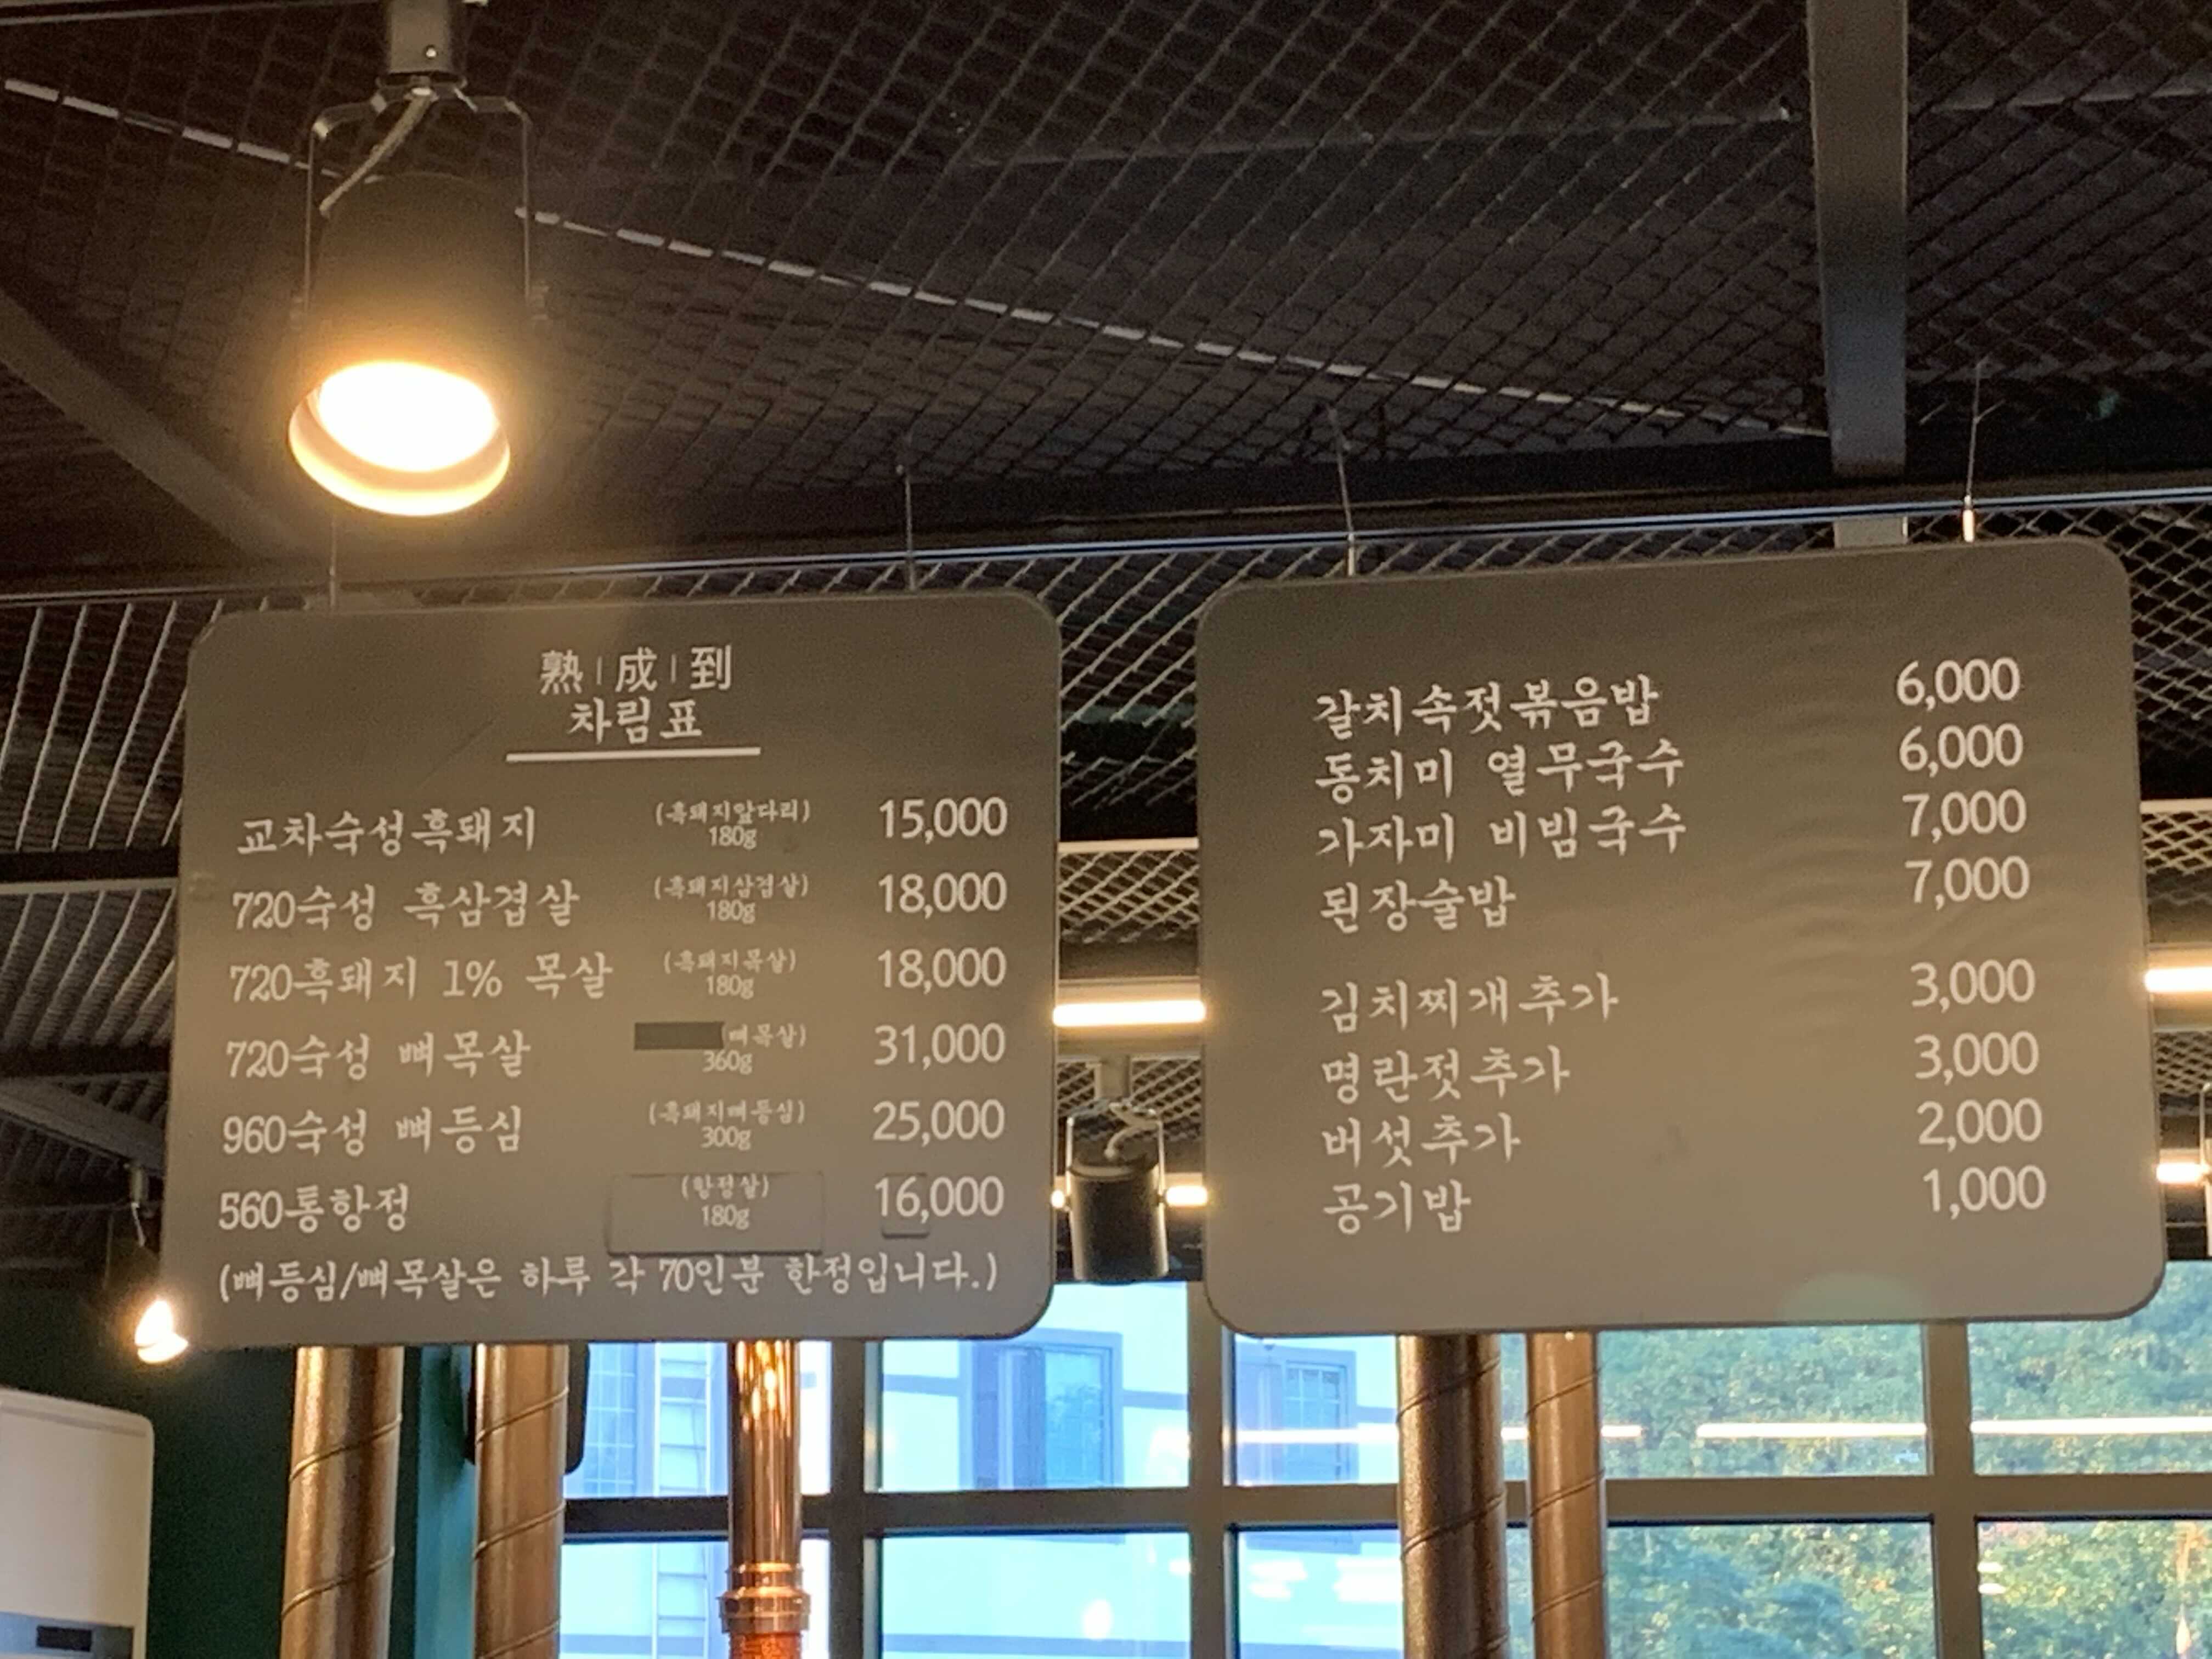 熟 | 成 | 到
차림표
교차숙성흑돼지 (흑돼지앞다리) 180g 15,000
720숙성 흑삼겹살 (흑돼지삼겹살) 180g 18,000
720흑돼지 1% 목살 (흑돼지목살) 180g 18,000
720숙성 뼈목살 (뼈목살) 360g 31,000
960숙성 뼈등심 (흑돼지뼈등심) 300g 25,000
560통항정 (항정살) 180g 16,000
(뼈등심/뼈목살은 하루 각 70인분 한정입니다.)
갈치속젓볶음밥 6,000
동치미 열무국수 6,000
가자미 비빔국수 7,000
된장술밥 7,000
김치찌개추가 3,000
명란젓추가 3,000
버섯추가 2,000
공기밥 1,000